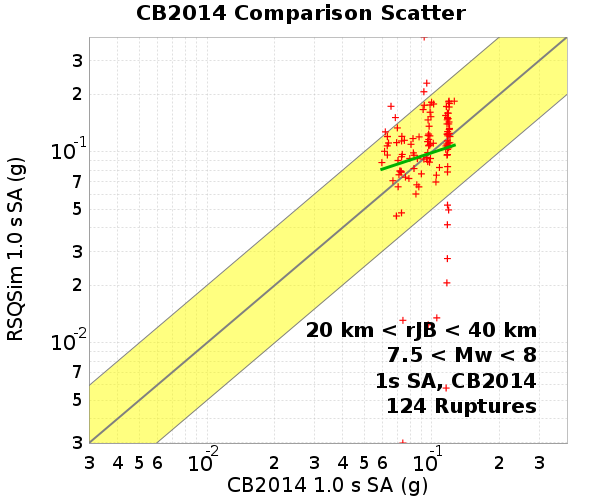 CB2014 Comparison Scatter
RSQSim 1.0 s SA (g)
3
2
10-1
7
5
3
2
10-2
7
5
3
20 km < rJB < 40 km
7.5 < Mw < 8
1s SA, CB2014
124 Ruptures
3 4 5 6 10-2 2 3 4 5 6 10-1 2 3
CB2014 1.0 s SA (g)